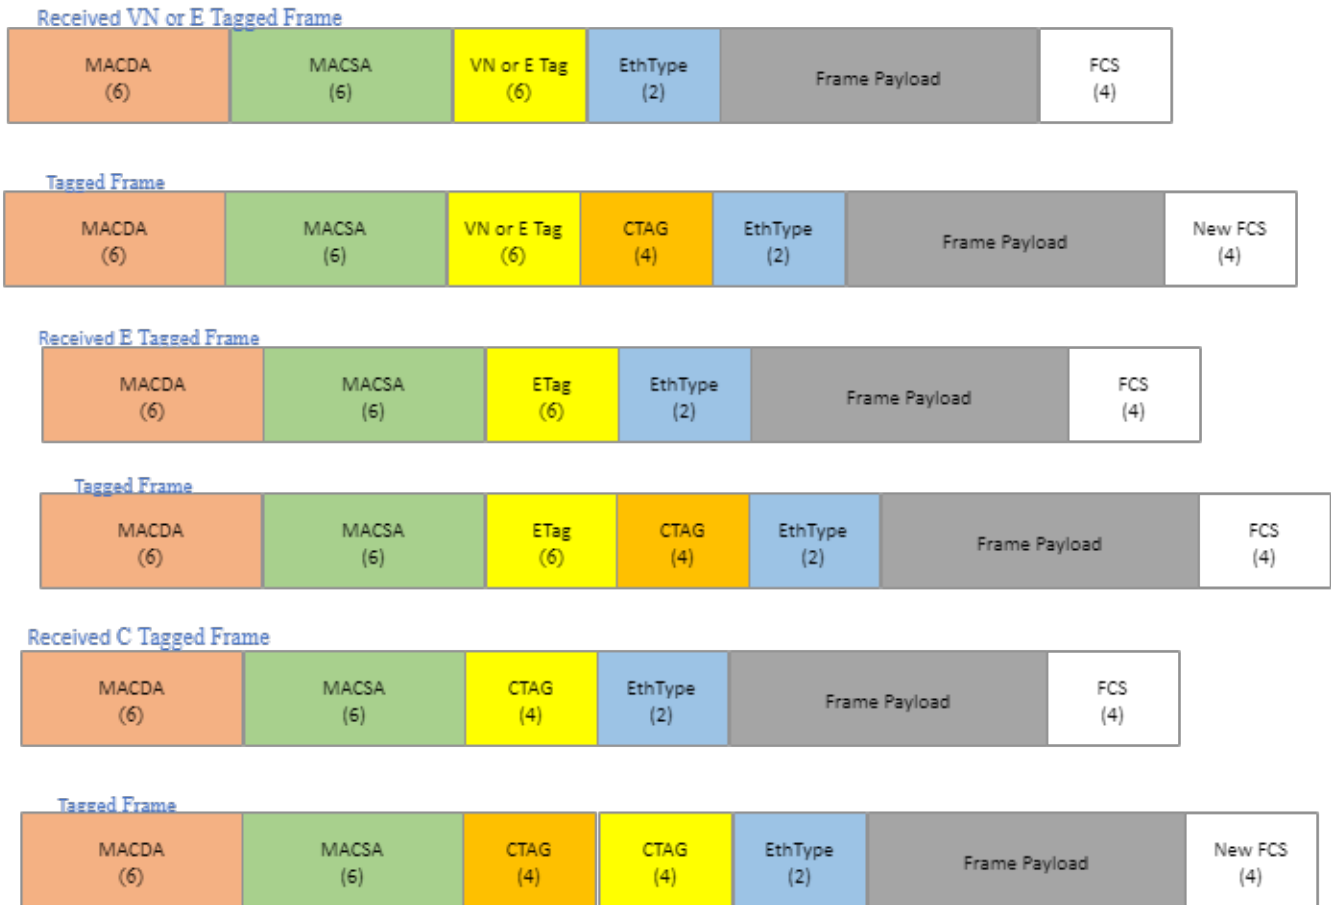 Received VN or E Tagged Frame
MACDA MACSA VN or E Tag EthType Frame Payload FCS
(6) (6) (6) (2) (4)
Tagged Frame
MACDA MACSA VN or E Tag CTAG EthType Frame Payload New FCS
(6) (6) (6) (4) (2) (4)
Received E Tagged Frame
MACDA MACSA ETag EthType Frame Payload FCS
(6) (6) (6) (2) (4)
Tagged Frame
MACDA MACSA ETag CTAG EthType Frame Payload FCS
(6) (6) (6) (4) (2) (4)
Received C Tagged Frame
MACDA MACSA CTAG EthType Frame Payload FCS
(6) (6) (4) (2) (4)
Tagged Frame
MACDA MACSA CTAG CTAG EthType Frame Payload New FCS
(6) (6) (4) (4) (2) (4)